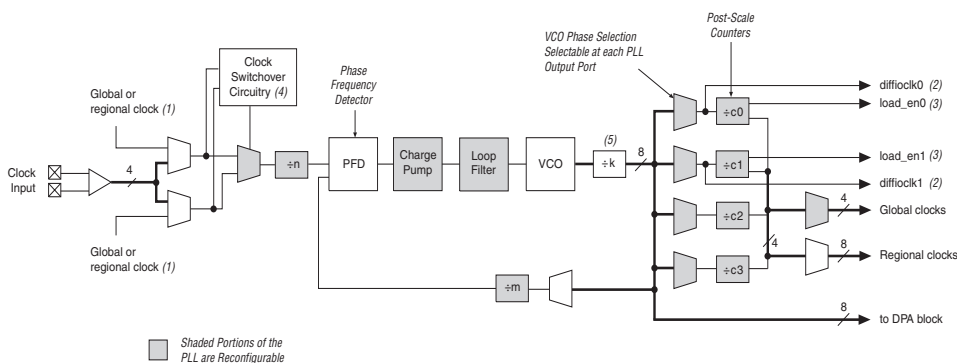 Post-Scale
Counters
VCO Phase Selection
Selectable at each PLL
Output Port
Clock
Switchover
Circuitry (4)
Phase
Frequency
Detector
Global or
regional clock (1)
diffioclk0 (2)
load_en0 (3)
load_en1 (3)
diffioclk1 (2)
Global clocks
Regional clocks
to DPA block
Clock
Input
4
÷n
PFD
Charge
Pump
Loop
Filter
VCO
(5)
÷k
8
÷c0
÷c1
÷c2
÷c3
4
4
8
8
Global or
regional clock (1)
÷m
Shaded Portions of the
PLL are Reconfigurable